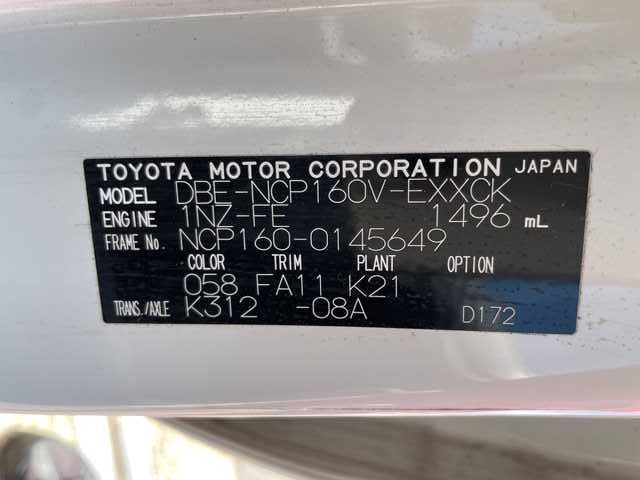 TOYOTA MOTOR CORPORATION JAPAN
MODEL DBE-NCP160V-EXXCK
ENGINE 1NZ-FE 1496 mL
FRAME No. NCP160-0145649
COLOR TRIM PLANT OPTION
058 FA11 K21
TRANS./AXLE K312 -08A D172